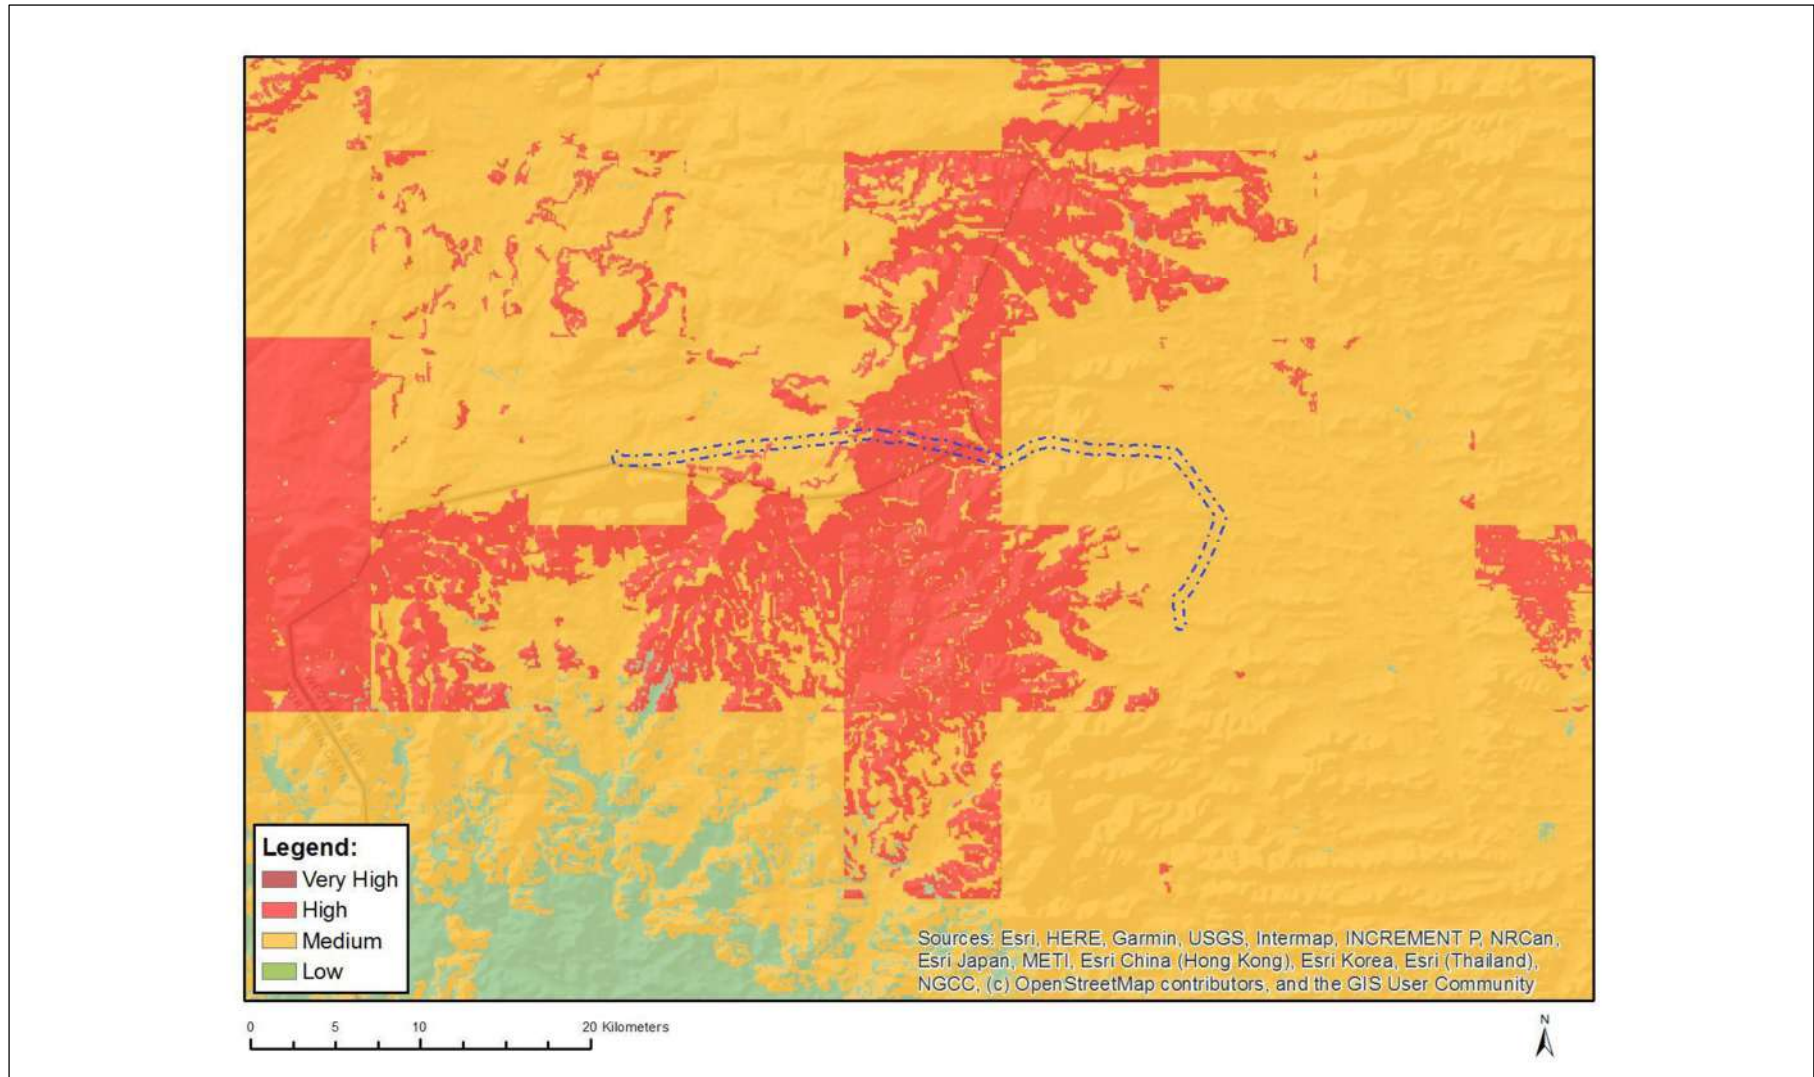 Legend:
Very High
High
Medium
Low
Sources: Esri, HERE, Garmin, USGS, Intermap, INCREMENT P, NRCan,
Esri Japan, METI, Esri China (Hong Kong), Esri Korea, Esri (Thailand),
NGCC, (c) OpenStreetMap contributors, and the GIS User Community
0 5 10 20 Kilometers
N